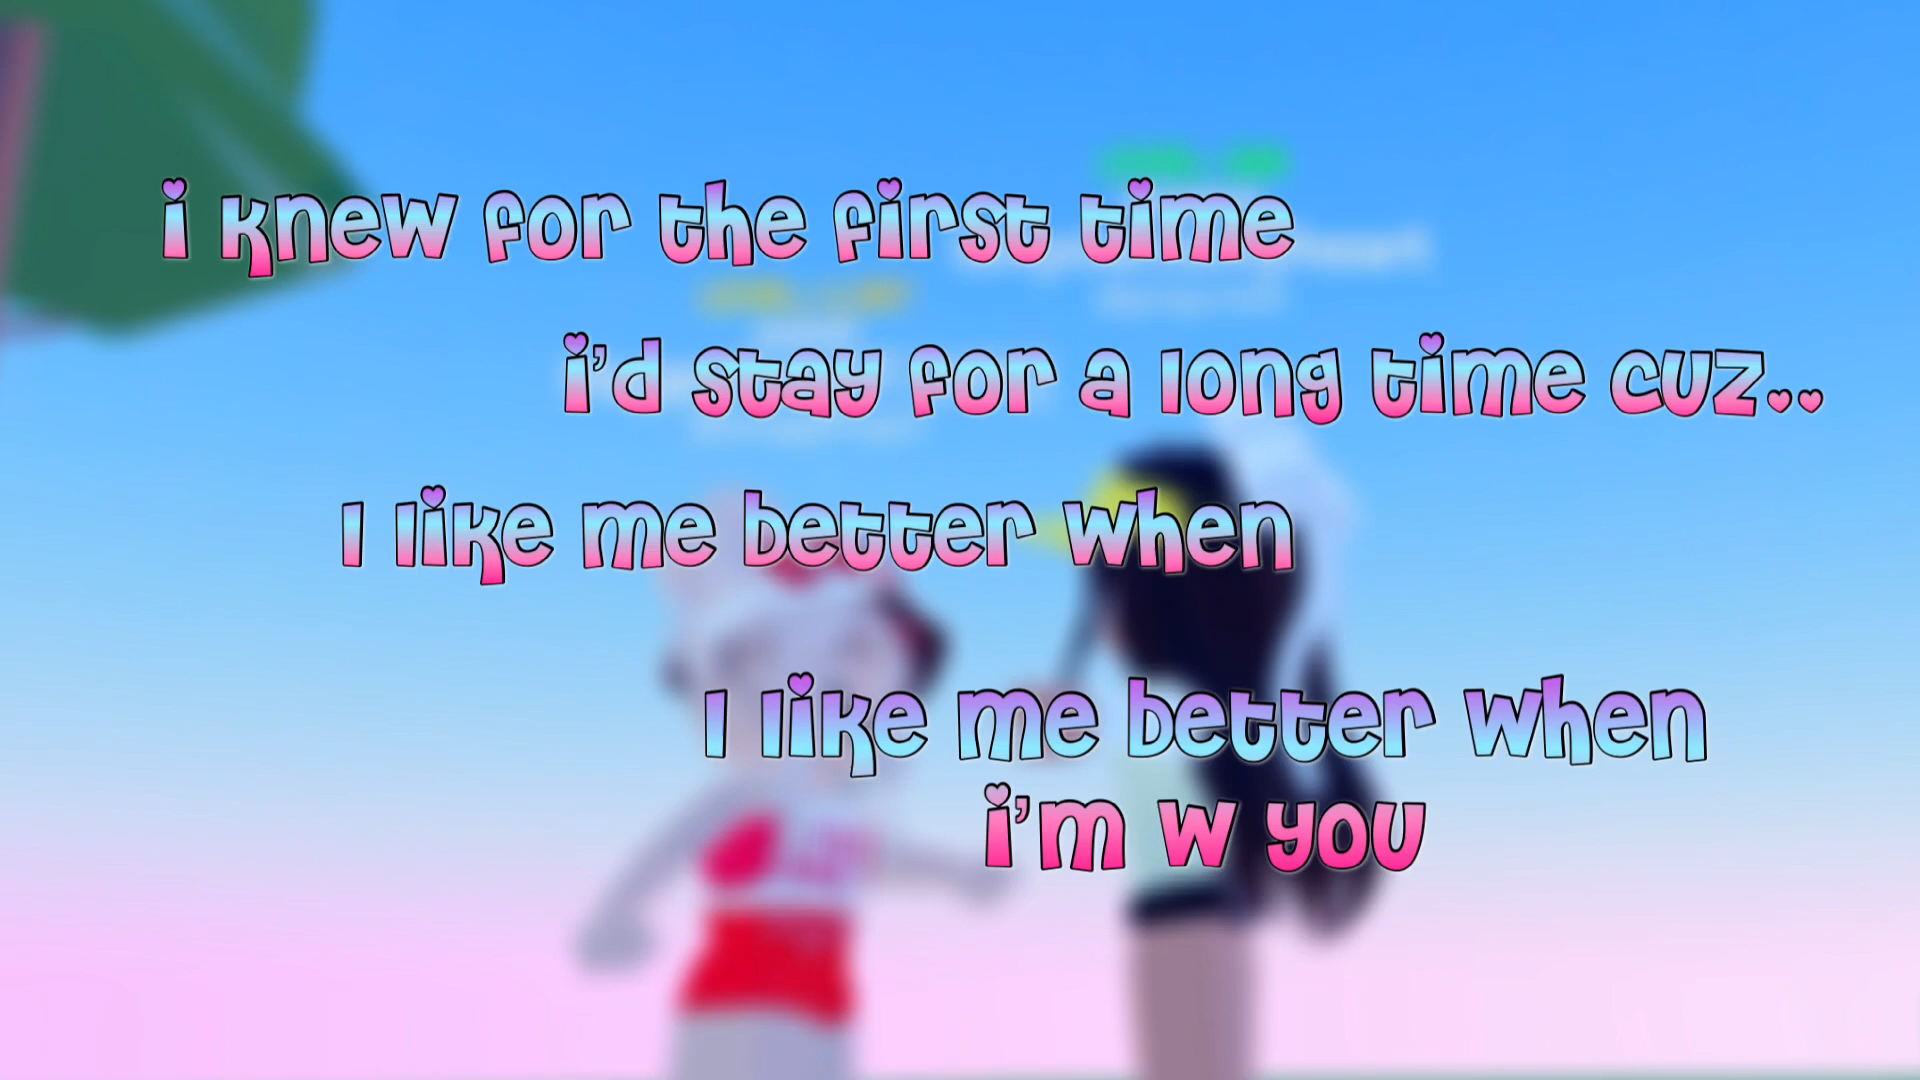 i knew for the first time
i'd stay for a long time cuz..
I like me better when
I like me better when
i'm w you